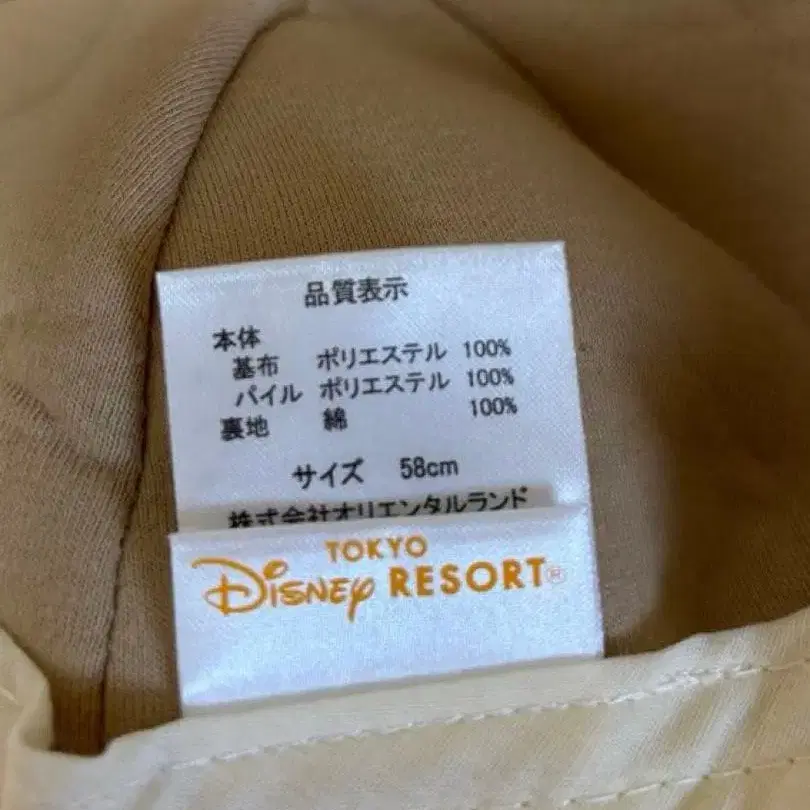 品質表示
本体
基布 ポリエステル 100%
パイル ポリエステル 100%
裏地 綿 100%
サイズ 58cm
株式会社オリエンタルランド
TOKYO
Disney RESORT®